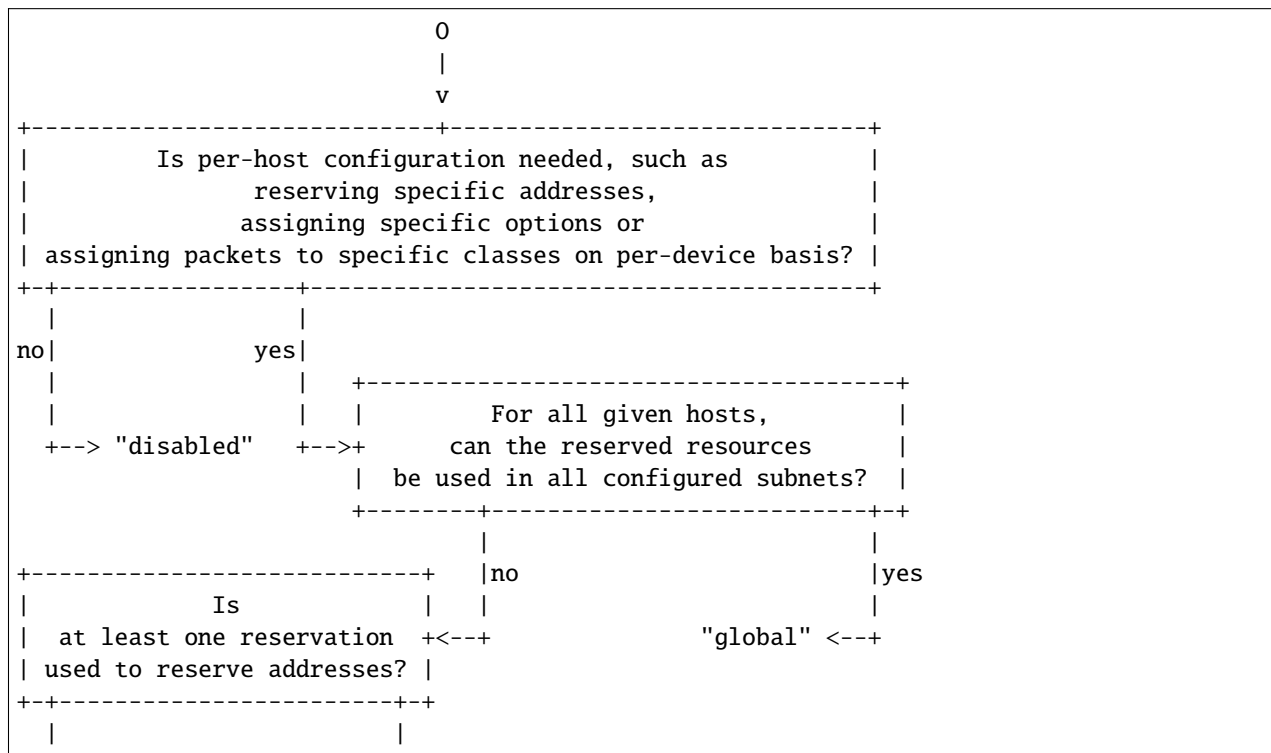 O
                              |
                              v
+-----------------------------+------------------------------+
|         Is per-host configuration needed, such as          |
|                reserving specific addresses,               |
|               assigning specific options or                |
| assigning packets to specific classes on per-device basis? |
+-+-----------------+----------------------------------------+
  |                 |
no|              yes|
  |                 |   +--------------------------------------+
  |                 |   |         For all given hosts,         |
  +--> "disabled"   +-->+      can the reserved resources      |
                        |  be used in all configured subnets?  |
                        +--------+---------------------------+-+
                                 |                           |
+----------------------------+   |no                         |yes
|             Is             |   |                           |
|  at least one reservation  +<--+               "global" <--+
| used to reserve addresses? |
+-+------------------------+-+
  |                        |